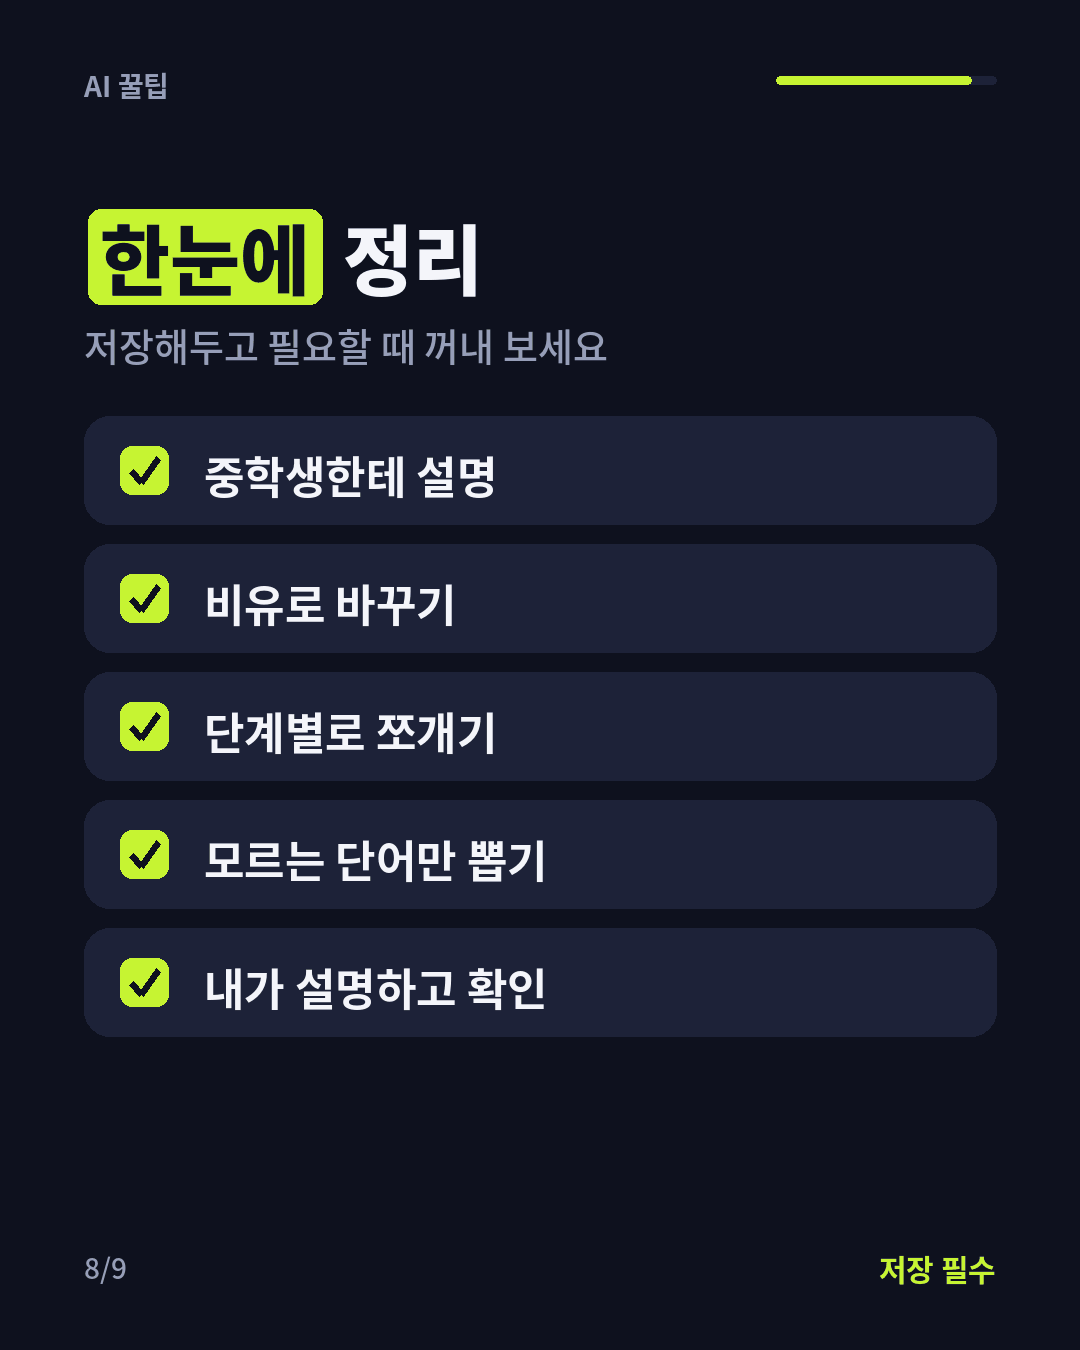 AI 꿀팁
한눈에 정리
저장해두고 필요할 때 꺼내 보세요
중학생한테 설명
비유로 바꾸기
단계별로 쪼개기
모르는 단어만 뽑기
내가 설명하고 확인
8/9
저장 필수